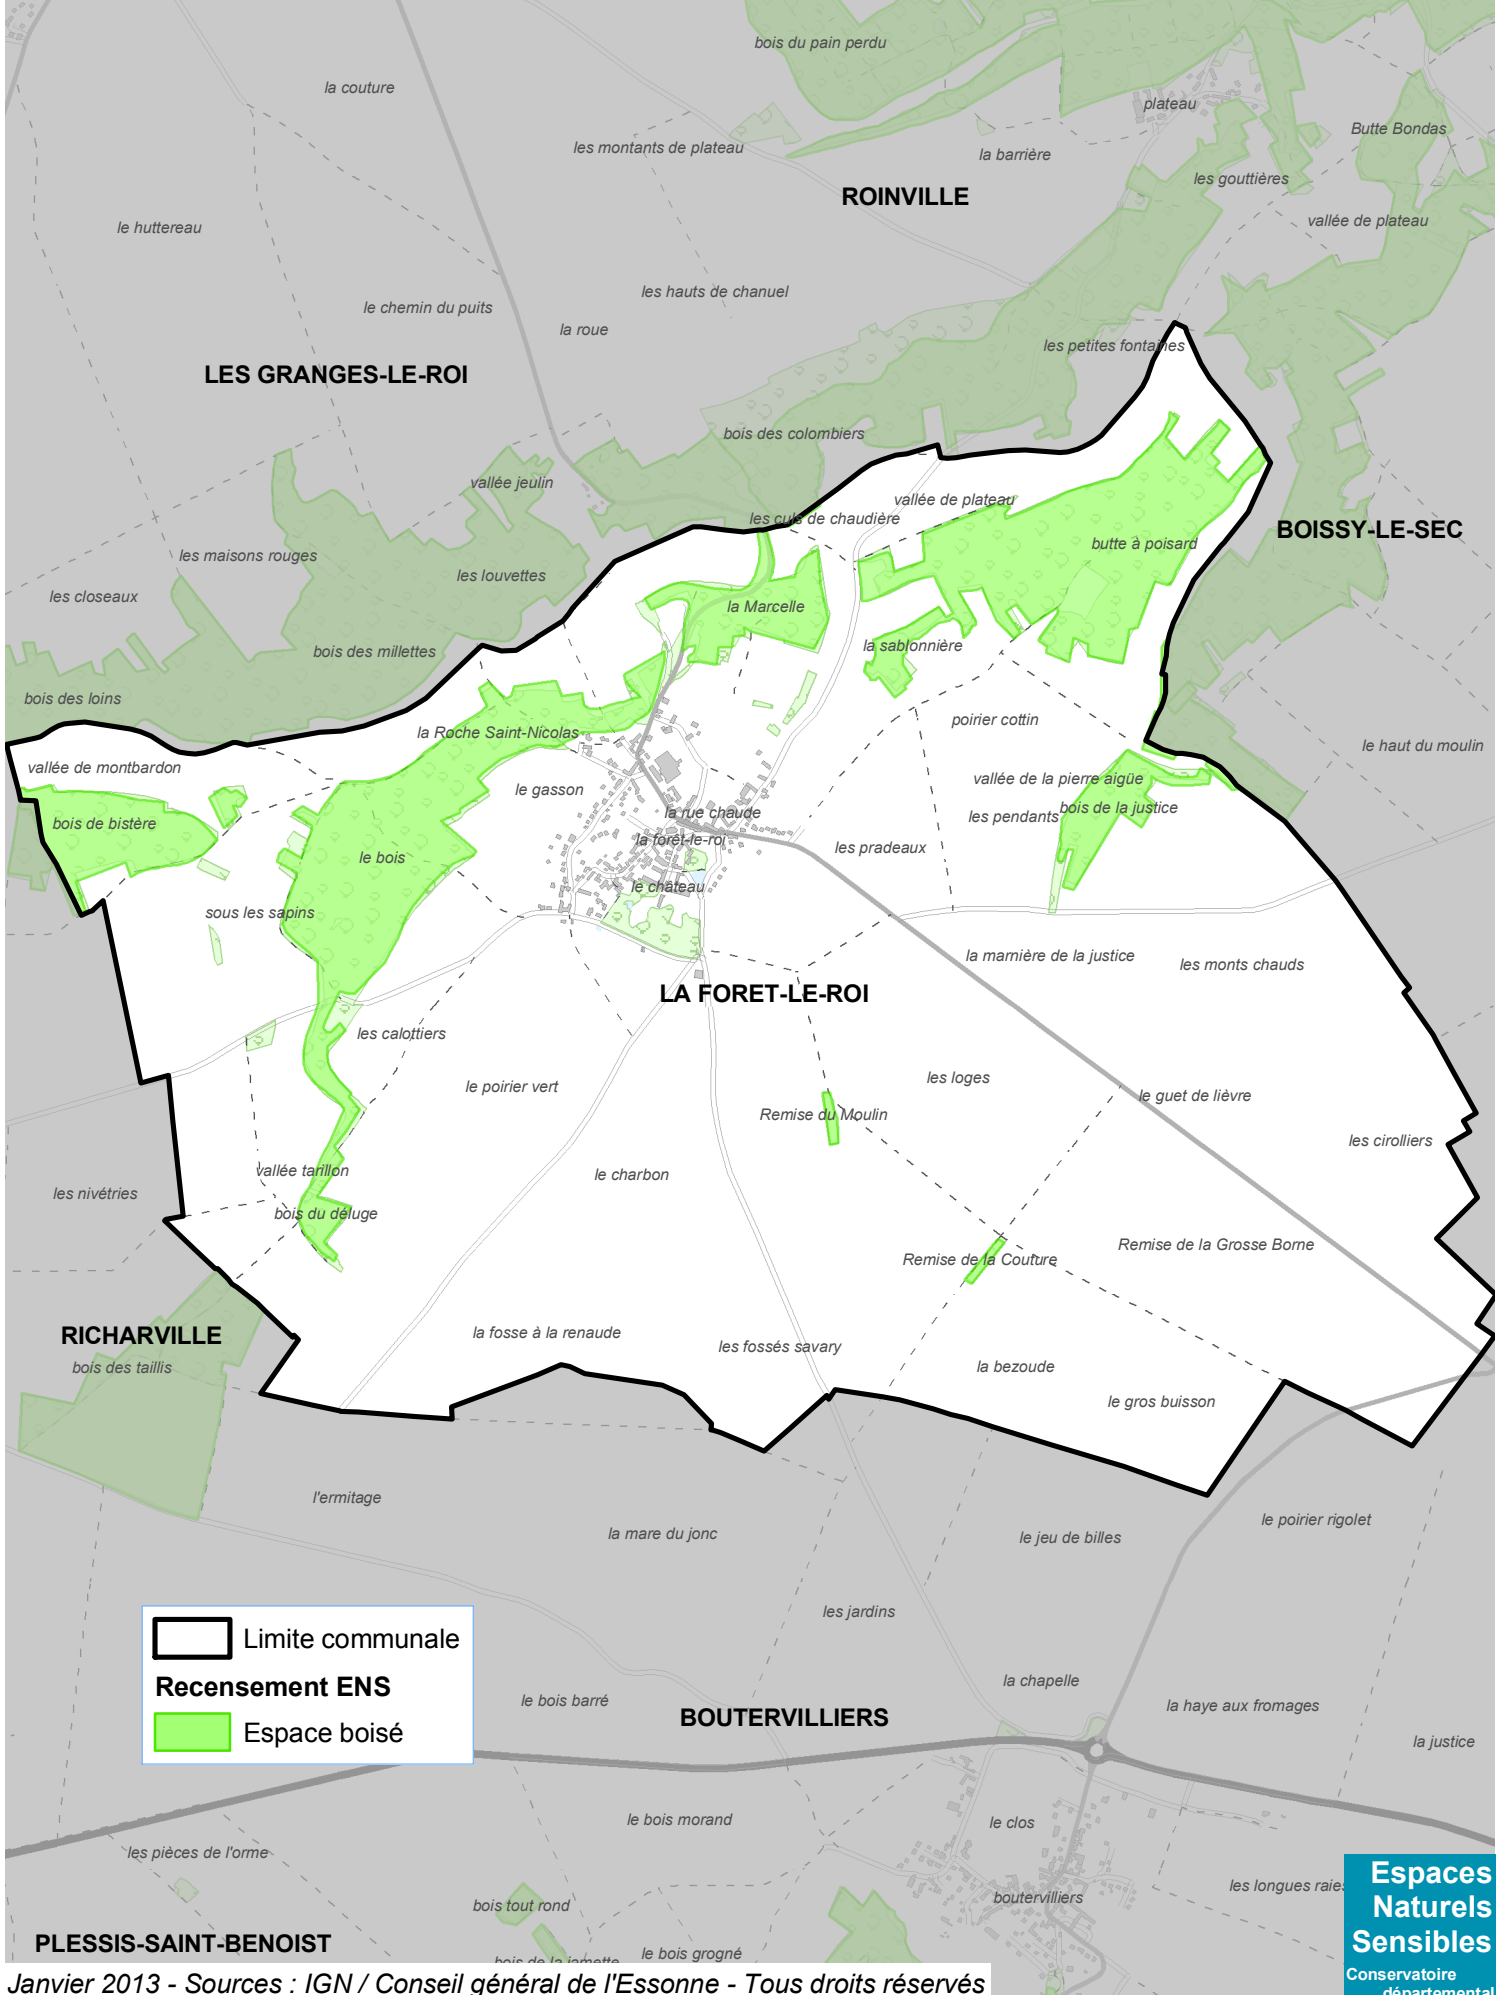 bois du pain perdu
la couture
plateau
Butte Bondas
les montants de plateau
la barrière
les gouttières
ROINVILLE
vallée de plateau
le huttereau
les hauts de chanuel
le chemin du puits
la roue
les petites fontaines
LES GRANGES-LE-ROI
bois des colombiers
vallée jeulin
vallée de plateau
les culs de chaudière
BOISSY-LE-SEC
butte à poisard
les maisons rouges
les louvettes
les closeaux
la Marcelle
la sablonnière
bois des millettes
bois des loins
poirier cottin
la Roche Saint-Nicolas
le haut du moulin
vallée de montbardon
vallée de la pierre aigüe
le gasson
bois de la justice
la rue chaude
les pendants
bois de bistère
la forêt-le-roi
les pradeaux
le bois
le château
sous les sapins
la marnière de la justice
les monts chauds
LA FORET-LE-ROI
les calottiers
le poirier vert
les loges
le guet de lièvre
Remise du Moulin
les cirolliers
vallée tarillon
le charbon
les nivétries
bois du déluge
Remise de la Grosse Borne
Remise de la Couture
RICHARVILLE
la fosse à la renaude
les fossés savary
bois des taillis
la bezoude
le gros buisson
l'ermitage
le poirier rigolet
la mare du jonc
le jeu de billes
les jardins
Limite communale
Recensement ENS
Espace boisé
la chapelle
le bois barré
la haye aux fromages
BOUTERVILLIERS
la justice
le bois morand
le clos
les pièces de l'orme
les longues raies
boutervilliers
bois tout rond
PLESSIS-SAINT-BENOIST
le bois grogné
bois de la jamette
Espaces
Naturels
Sensibles
Conservatoire
départemental
Janvier 2013 - Sources : IGN / Conseil général de l'Essonne - Tous droits réservés